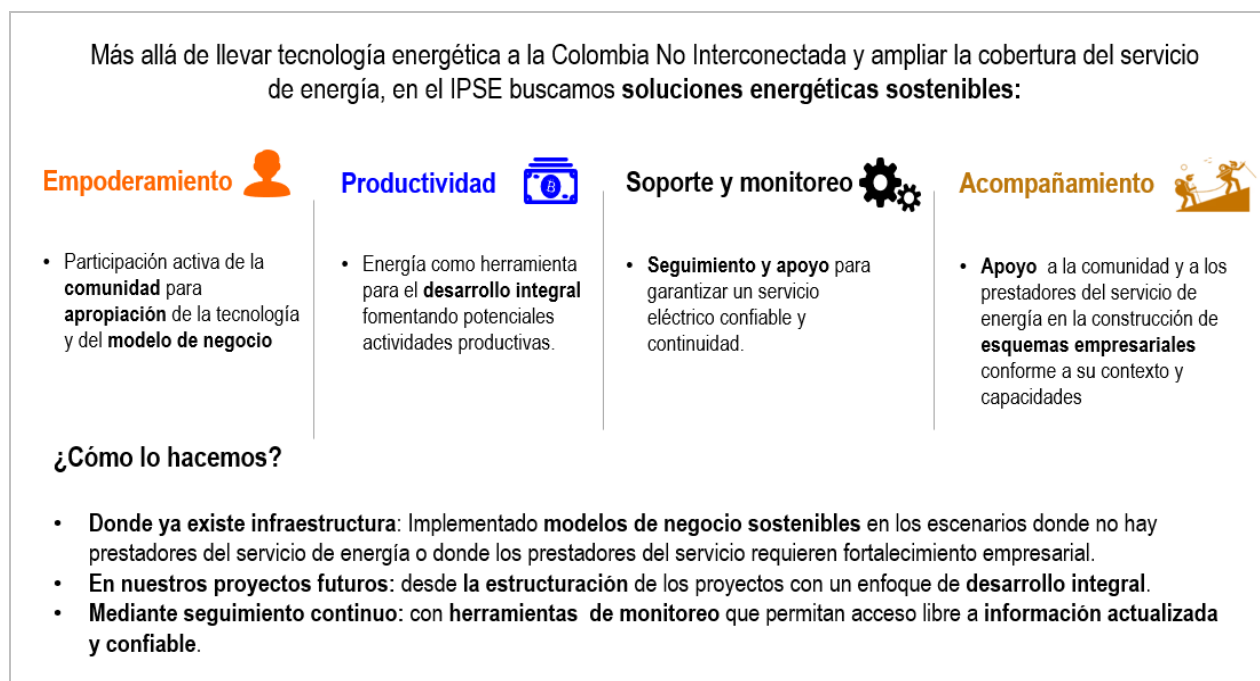 Más allá de llevar tecnología energética a la Colombia No Interconectada y ampliar la cobertura del servicio
de energía, en el IPSE buscamos soluciones energéticas sostenibles:
Empoderamiento
• Participación activa de la
comunidad para
apropiación de la tecnología
y del modelo de negocio
Productividad
B
• Energía como herramienta
para el desarrollo integral
fomentando potenciales
actividades productivas.
Soporte y monitoreo
• Seguimiento y apoyo para
garantizar un servicio
eléctrico confiable y
continuidad.
Acompañamiento
• Apoyo a la comunidad y a los
prestadores del servicio de
energía en la construcción de
esquemas empresariales
conforme a su contexto y
capacidades
¿Cómo lo hacemos?
• Donde ya existe infraestructura: Implementado modelos de negocio sostenibles en los escenarios donde no hay
prestadores del servicio de energía o donde los prestadores del servicio requieren fortalecimiento empresarial.
• En nuestros proyectos futuros: desde la estructuración de los proyectos con un enfoque de desarrollo integral.
• Mediante seguimiento continuo: con herramientas de monitoreo que permitan acceso libre a información actualizada
y confiable.